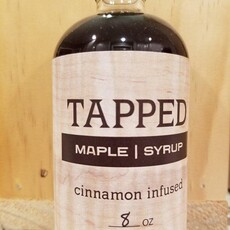 TAPPED
MAPLE | SYRUP
cinnamon infused
8 oz